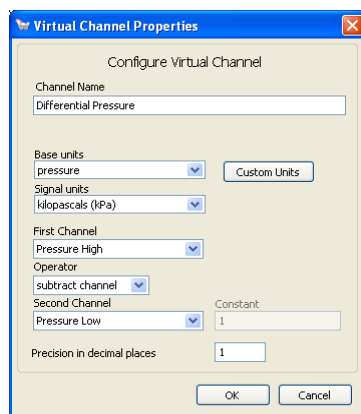 Virtual Channel Properties
Configure Virtual Channel
Channel Name
Differential Pressure
Base units
pressure
Custom Units
Signal units
kilopascals (kPa)
First Channel
Pressure High
Operator
subtract channel
Second Channel
Constant
Pressure Low
1
Precision in decimal places
1
OK
Cancel